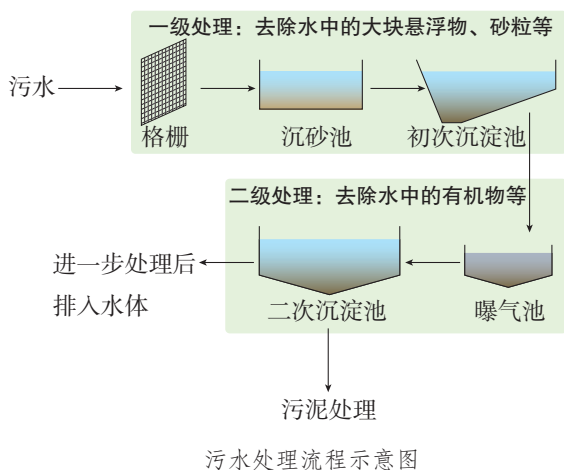 一级处理：去除水中的大块悬浮物、砂粒等
污水
格栅
沉砂池
初次沉淀池
二级处理：去除水中的有机物等
进一步处理后
排入水体
二次沉淀池
曝气池
污泥处理
污水处理流程示意图